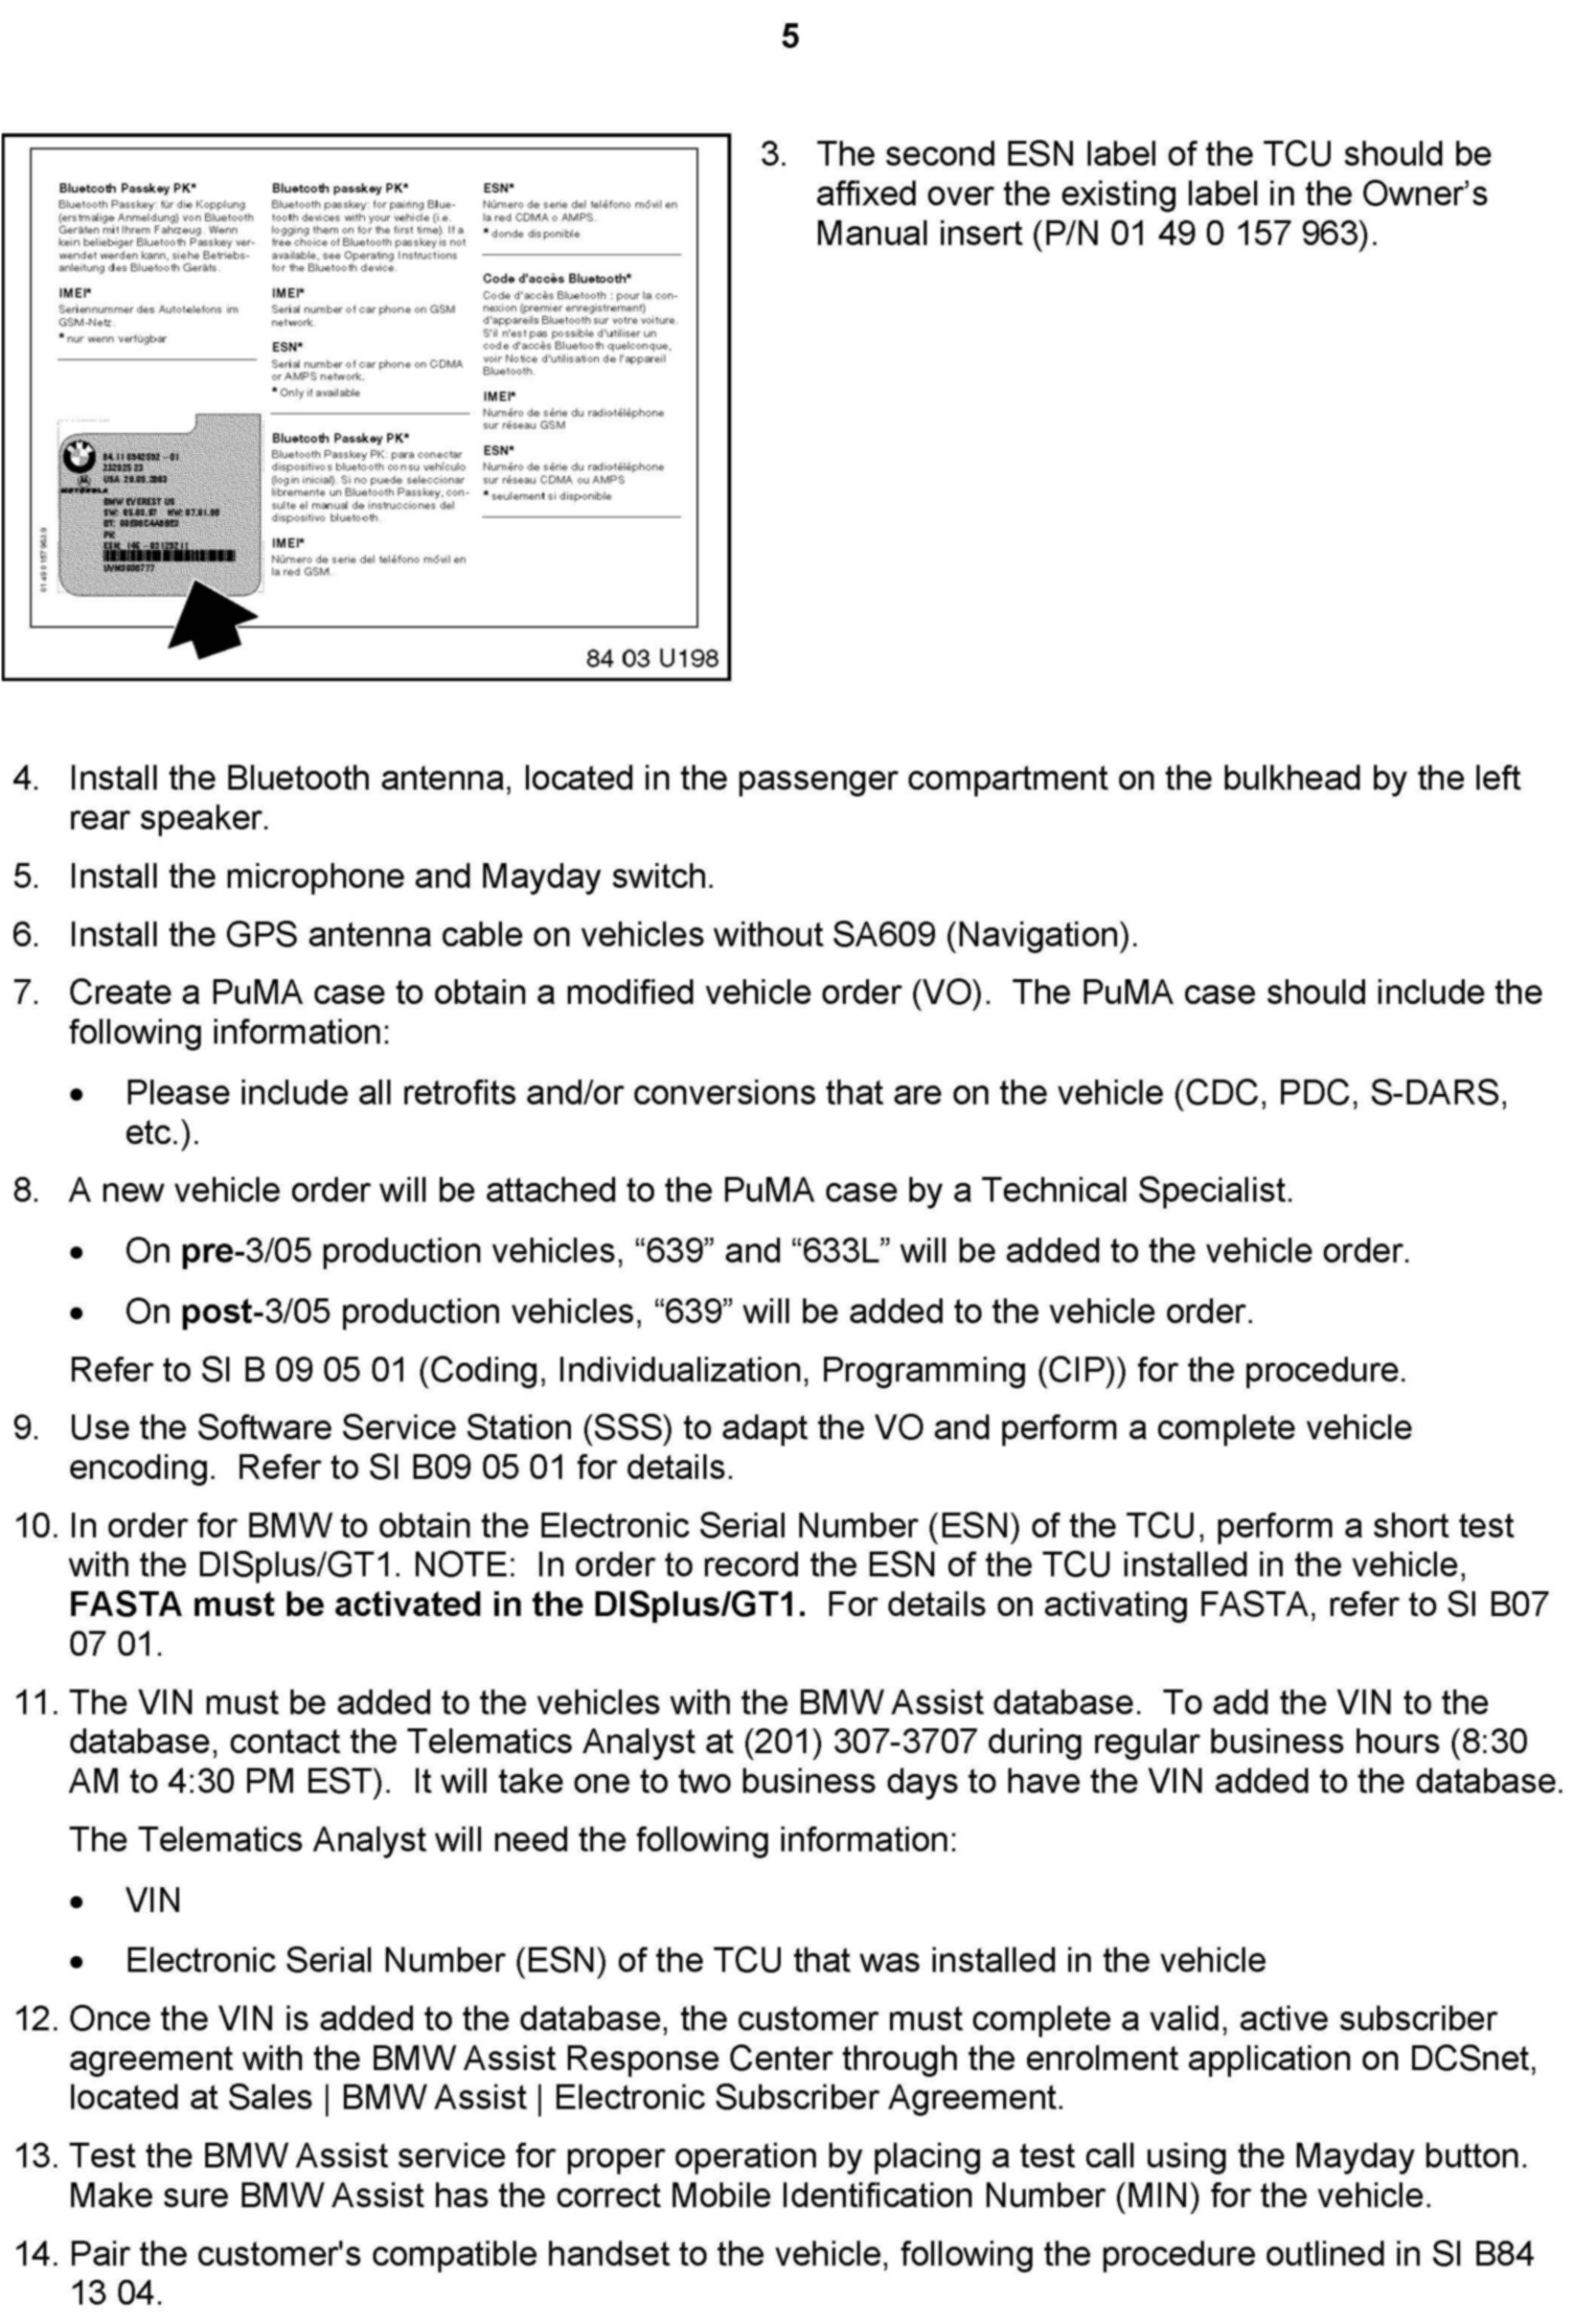 5
Bluetooth Passkey PK*
Bluetooth Passkey: für die Kopplung
(erstmalige Anmeldung) von Bluetooth
Geräten mit Ihrem Fahrzeug. Wenn
kein beliebiger Bluetooth Passkey ver-
wendet werden kann, siehe Betriebs-
anleitung des Bluetooth Geräts.
IMEI*
Seriennummer des Autotelefons im
GSM-Netz.
* nur wenn verfügbar
84.11
USA
MOTOROLA
BMW EVEREST US
PK:
01 49 0 157 963 9
Bluetooth passkey PK*
Bluetooth passkey: for pairing Blue-
tooth devices with your vehicle (i.e.
logging them on for the first time). If a
free choice of Bluetooth passkey is not
available, see Operating Instructions
for the Bluetooth device.
IMEI*
Serial number of car phone on GSM
network.
ESN*
Serial number of car phone on CDMA
or AMPS network.
* Only if available
Bluetooth Passkey PK*
Bluetooth Passkey PK: para conectar
dispositivos bluetooth con su vehículo
(login inicial). Si no puede seleccionar
libremente un Bluetooth Passkey, con-
sulte el manual de instrucciones del
dispositivo bluetooth.
IMEI*
Número de serie del teléfono móvil en
la red GSM.
ESN*
Número de serie del teléfono móvil en
la red CDMA o AMPS.
* donde disponible
Code d'accès Bluetooth*
Code d'accès Bluetooth : pour la con-
nexion (premier enregistrement)
d'appareils Bluetooth sur votre voiture.
S'il n'est pas possible d'utiliser un
code d'accès Bluetooth quelconque,
voir Notice d'utilisation de l'appareil
Bluetooth.
IMEI*
Numéro de série du radiotéléphone
sur réseau GSM
ESN*
Numéro de série du radiotéléphone
sur réseau CDMA ou AMPS
* seulement si disponible
84 03 U198
3. The second ESN label of the TCU should be
affixed over the existing label in the Owner’s
Manual insert (P/N 01 49 0 157 963).
4. Install the Bluetooth antenna, located in the passenger compartment on the bulkhead by the left
rear speaker.
5. Install the microphone and Mayday switch.
6. Install the GPS antenna cable on vehicles without SA609 (Navigation).
7. Create a PuMA case to obtain a modified vehicle order (VO). The PuMA case should include the
following information:
• Please include all retrofits and/or conversions that are on the vehicle (CDC, PDC, S-DARS,
etc.).
8. A new vehicle order will be attached to the PuMA case by a Technical Specialist.
• On pre-3/05 production vehicles, “639” and “633L” will be added to the vehicle order.
• On post-3/05 production vehicles, “639” will be added to the vehicle order.
Refer to SI B 09 05 01 (Coding, Individualization, Programming (CIP)) for the procedure.
9. Use the Software Service Station (SSS) to adapt the VO and perform a complete vehicle
encoding. Refer to SI B09 05 01 for details.
10. In order for BMW to obtain the Electronic Serial Number (ESN) of the TCU, perform a short test
with the DISplus/GT1. NOTE: In order to record the ESN of the TCU installed in the vehicle,
FASTA must be activated in the DISplus/GT1. For details on activating FASTA, refer to SI B07
07 01.
11. The VIN must be added to the vehicles with the BMW Assist database. To add the VIN to the
database, contact the Telematics Analyst at (201) 307-3707 during regular business hours (8:30
AM to 4:30 PM EST). It will take one to two business days to have the VIN added to the database.
The Telematics Analyst will need the following information:
• VIN
• Electronic Serial Number (ESN) of the TCU that was installed in the vehicle
12. Once the VIN is added to the database, the customer must complete a valid, active subscriber
agreement with the BMW Assist Response Center through the enrolment application on DCSnet,
located at Sales | BMW Assist | Electronic Subscriber Agreement.
13. Test the BMW Assist service for proper operation by placing a test call using the Mayday button.
Make sure BMW Assist has the correct Mobile Identification Number (MIN) for the vehicle.
14. Pair the customer's compatible handset to the vehicle, following the procedure outlined in SI B84
13 04.